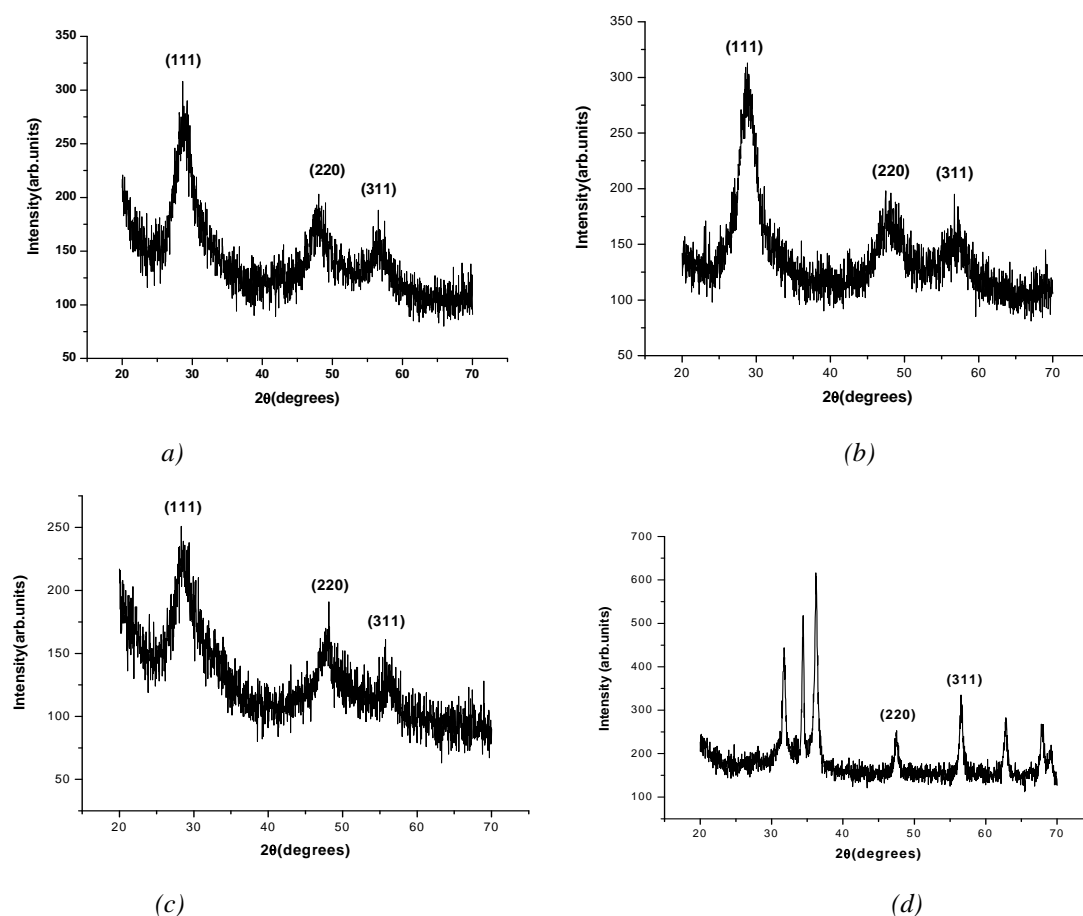 350
300
250
200
150
100
50
Intensity(arb.units)
(111)
(220)
(311)
20 30 40 50 60 70
2θ(degrees)
a)
350
300
250
200
150
100
50
Intensity(arb.units)
(111)
(220)
(311)
20 30 40 50 60 70
2θ(degrees)
(b)
250
200
150
100
50
Intensity(arb.units)
(111)
(220)
(311)
20 30 40 50 60 70
2θ(degrees)
(c)
700
600
500
400
300
200
100
Intensity (arb.units)
(220)
(311)
20 30 40 50 60 70
2θ(degrees)
(d)